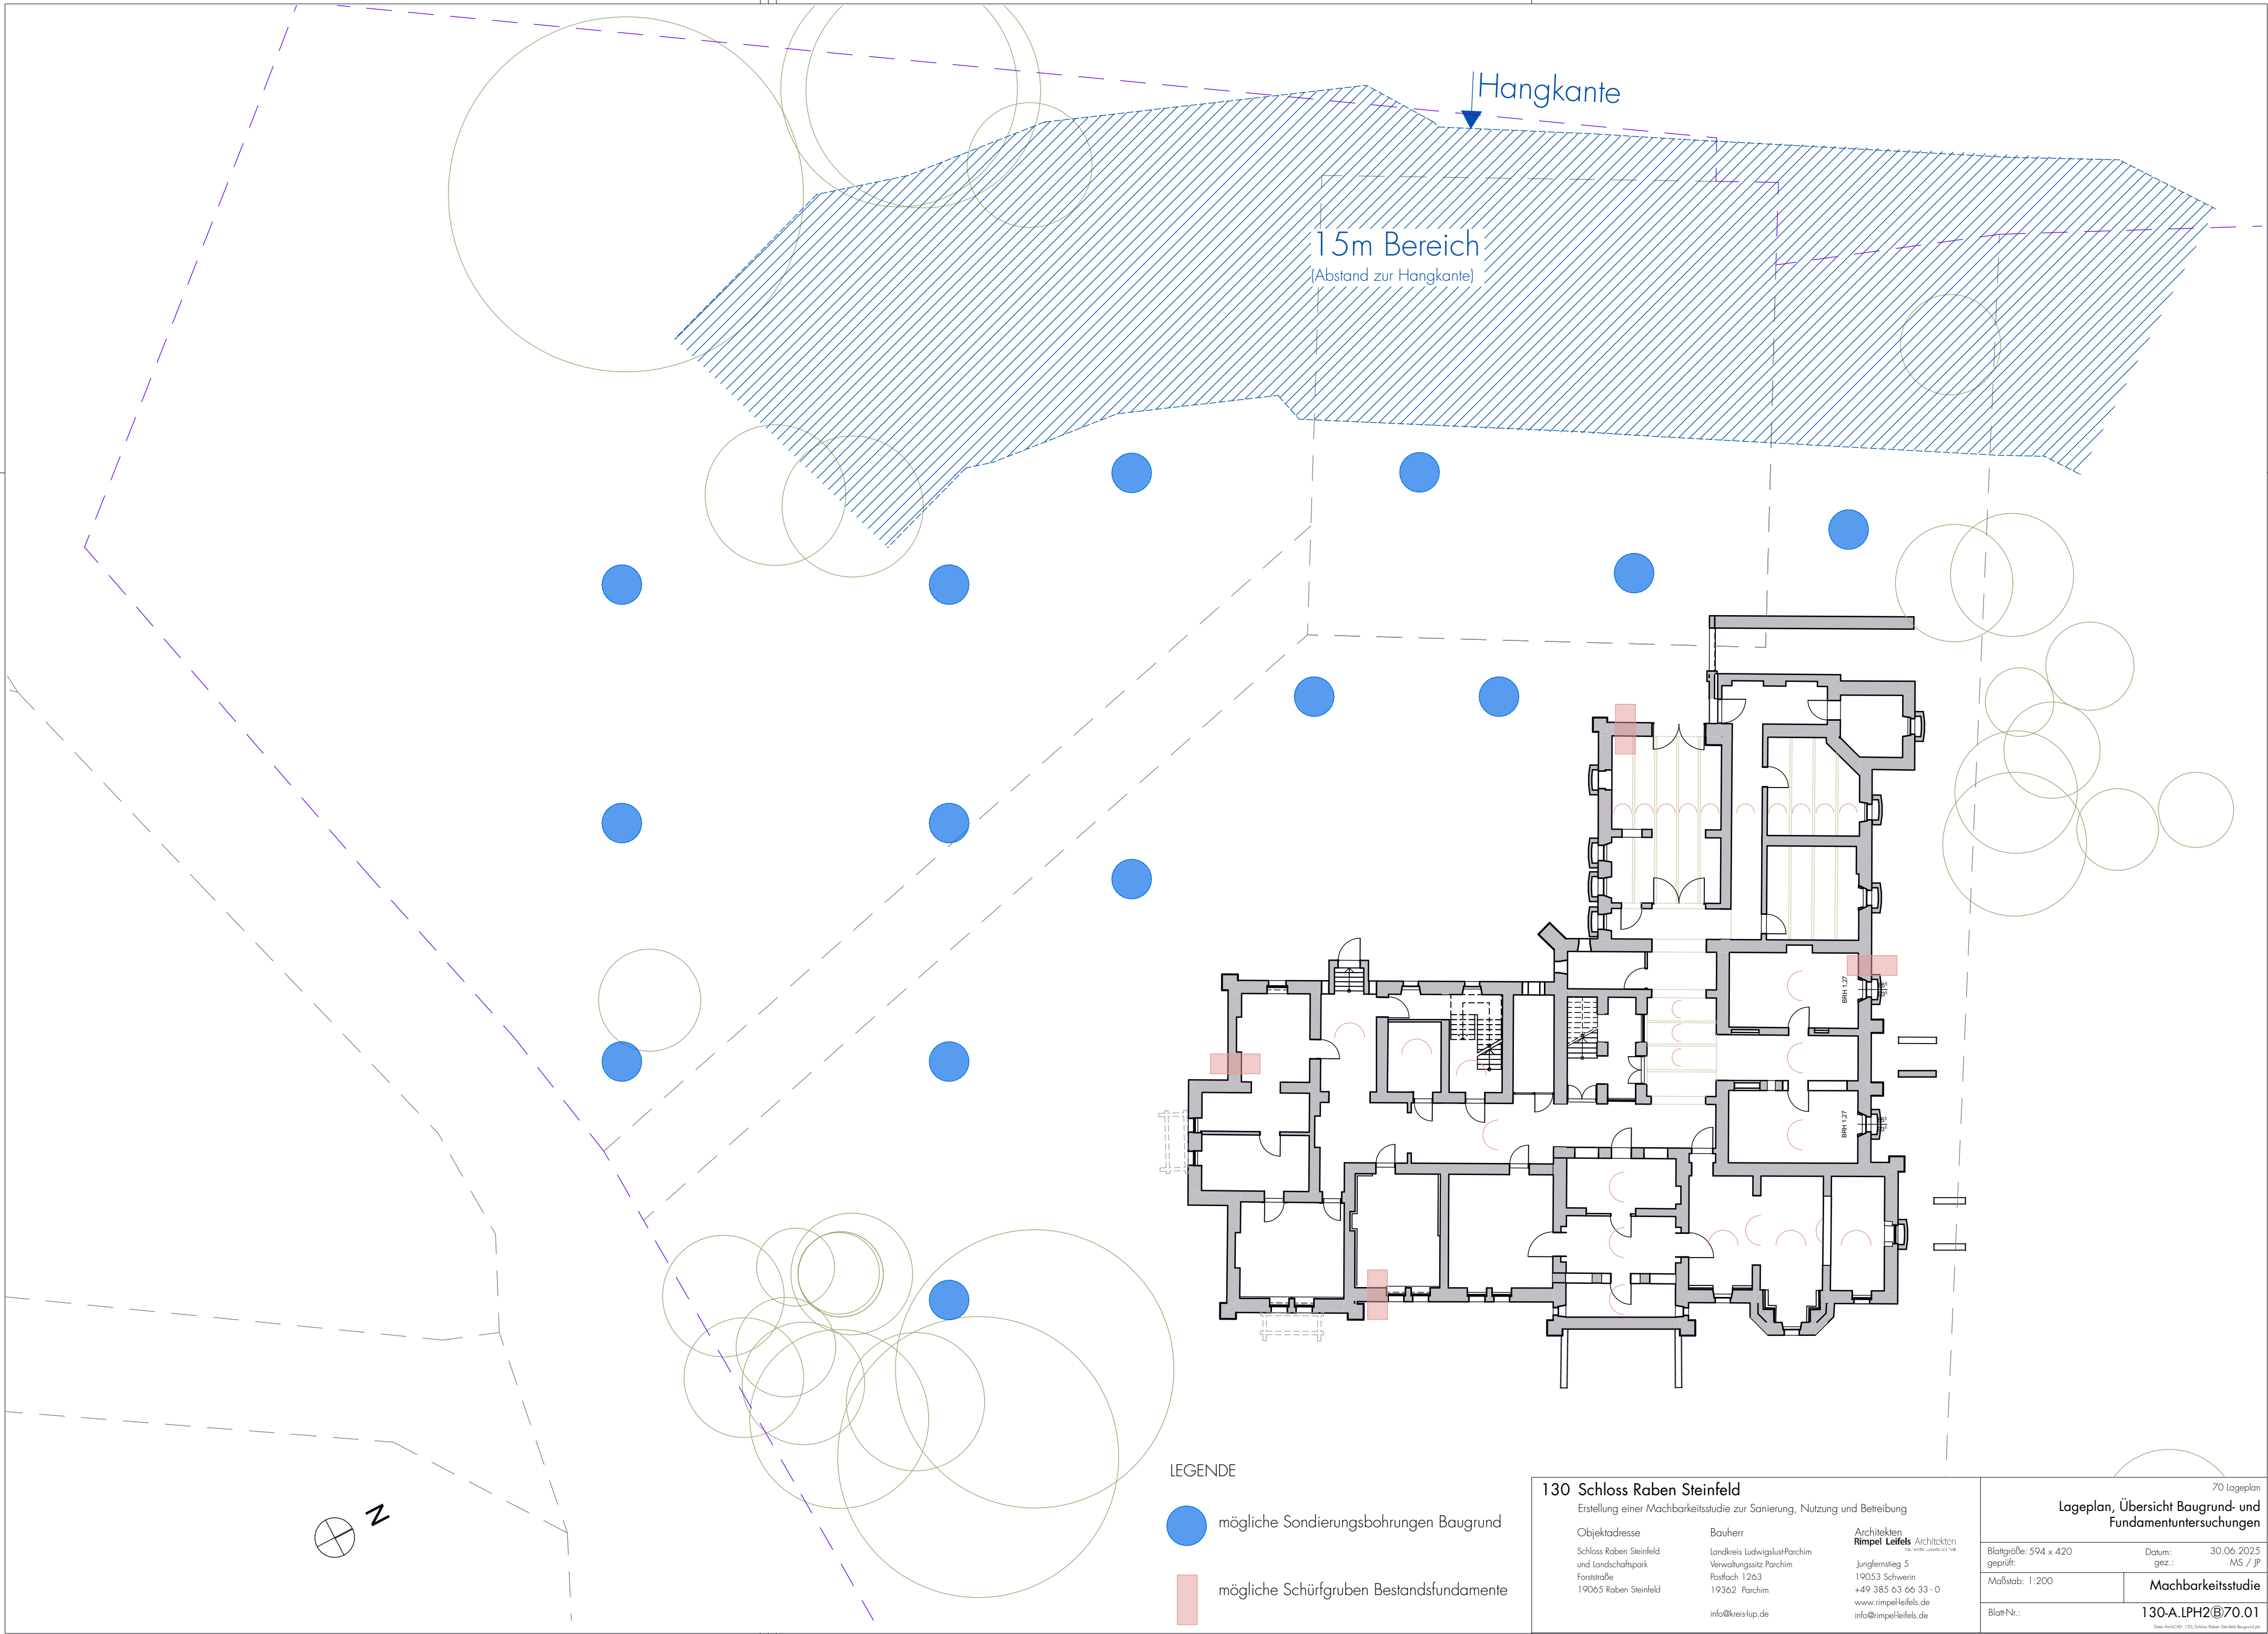 Hangkante
15m Bereich
(Abstand zur Hangkante)
BRH 1,27
BRH 1,27
N
LEGENDE
mögliche Sondierungsbohrungen Baugrund
mögliche Schürfgruben Bestandsfundamente
130 Schloss Raben Steinfeld
Erstellung einer Machbarkeitsstudie zur Sanierung, Nutzung und Betreibung
Objektadresse
Schloss Raben Steinfeld
und Landschaftspark
Forststraße
19065 Raben Steinfeld
Bauherr
Landkreis Ludwigslust-Parchim
Verwaltungssitz Parchim
Postfach 1263
19362 Parchim
info@kreis-lup.de
Architekten
Rimpel Leifels Architekten
Jungfernstieg 5
19053 Schwerin
+49 385 63 66 33 - 0
www.rimpel-leifels.de
info@rimpel-leifels.de
70 Lageplan
Lageplan, Übersicht Baugrund- und
Fundamentuntersuchungen
Blattgröße: 594 x 420
geprüft:
Datum: 30.06.2025
gez.: MS / JP
Maßstab: 1:200
Machbarkeitsstudie
Blatt-Nr.: 130-A.LPH2Ⓑ70.01